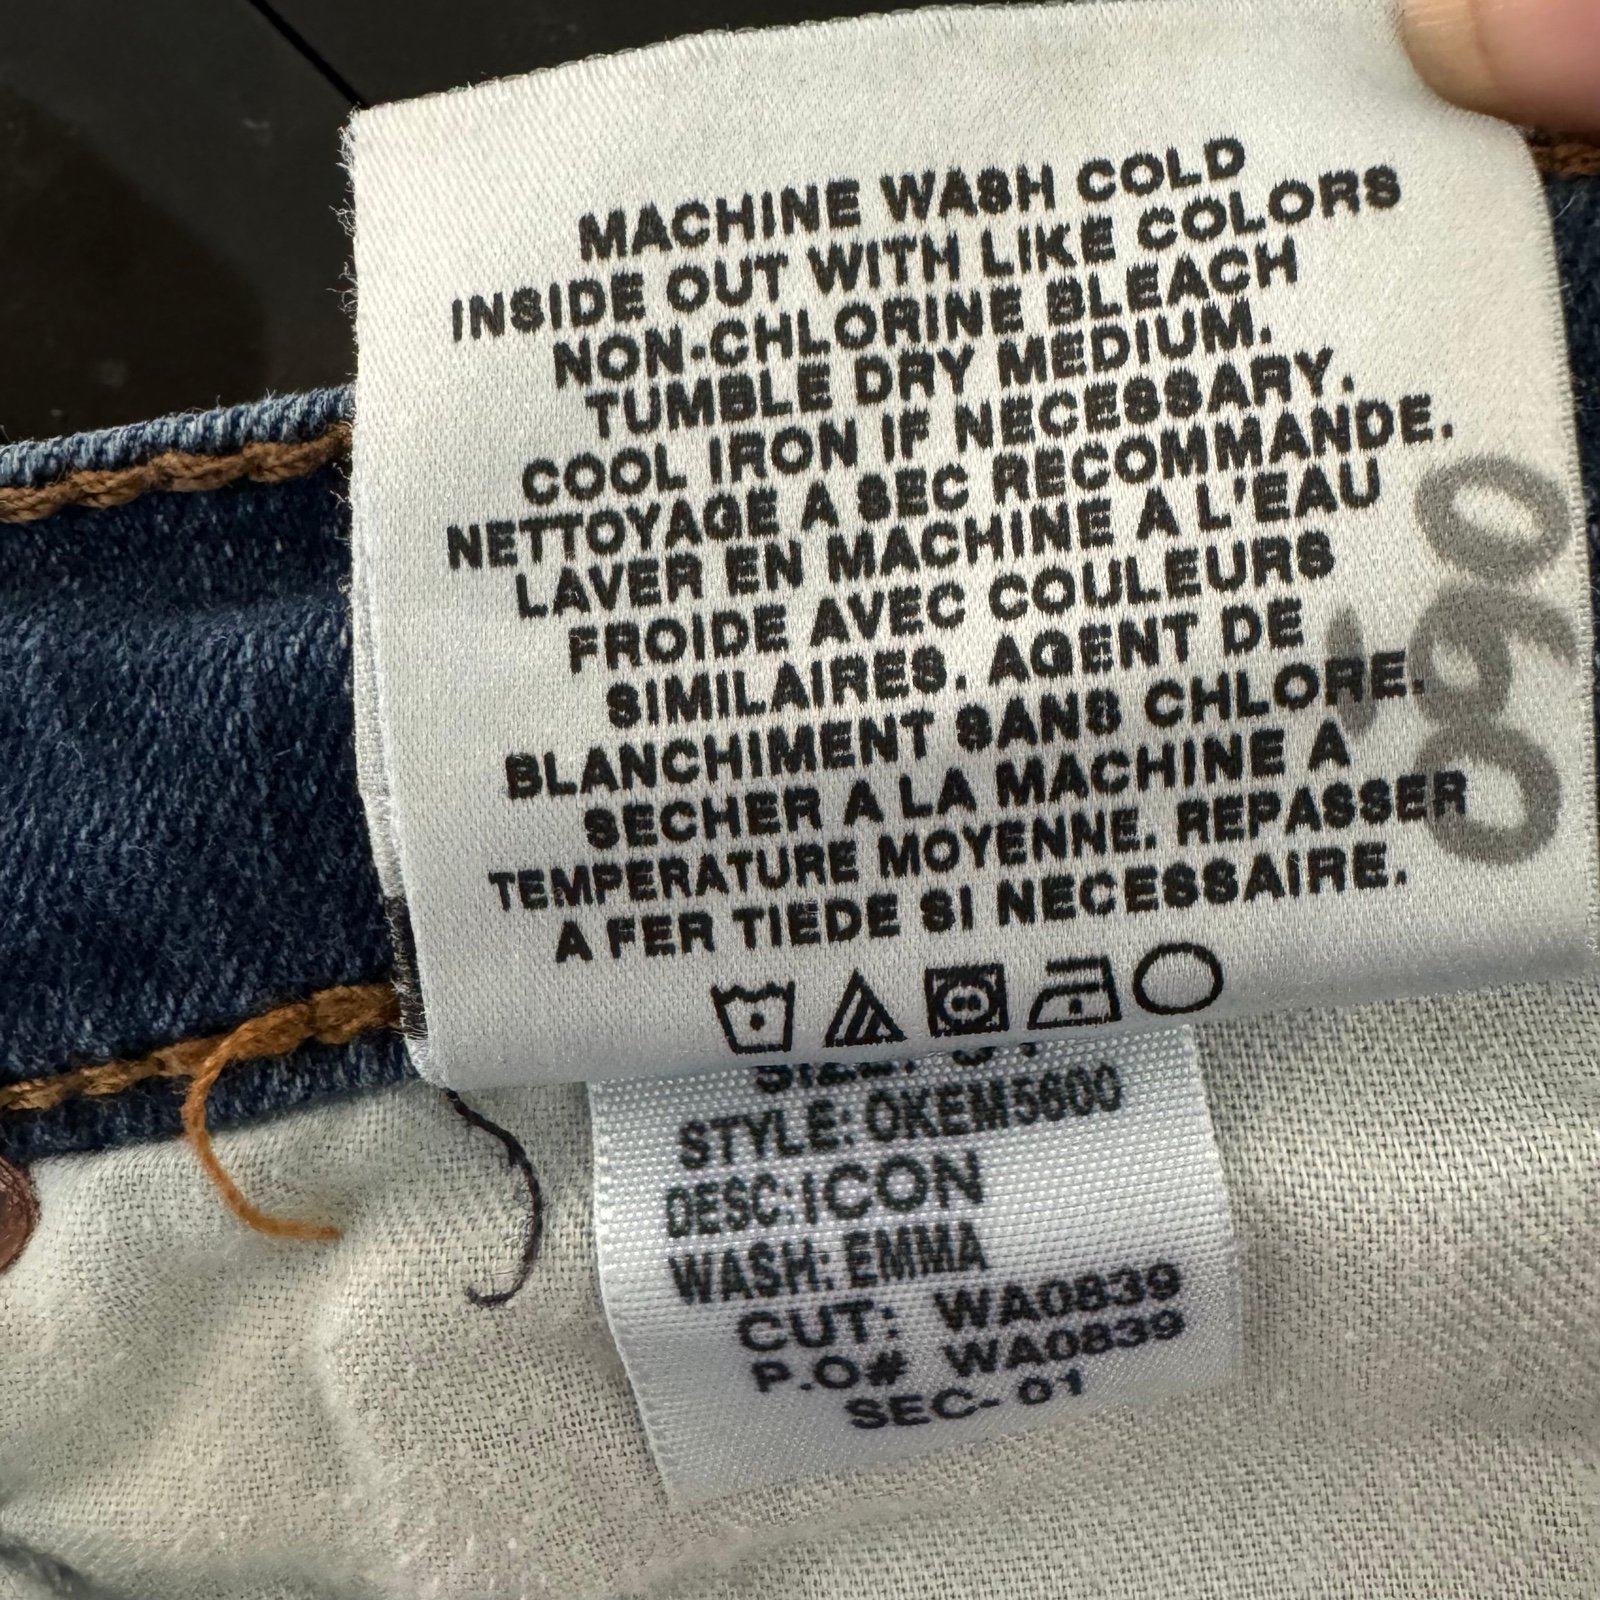 MACHINE WASH COLD
INSIDE OUT WITH LIKE COLORS
NON-CHLORINE BLEACH
TUMBLE DRY MEDIUM.
COOL IRON IF NECESSARY.
NETTOYAGE A SEC RECOMMANDE.
LAVER EN MACHINE A L'EAU
FROIDE AVEC COULEURS
SIMILAIRES. AGENT DE
BLANCHIMENT SANS CHLORE.
SECHER A LA MACHINE A
TEMPERATURE MOYENNE. REPASSER
A FER TIEDE SI NECESSAIRE.
STYLE: OKEM5600
DESC: ICON
WASH: EMMA
CUT: WA0839
P.O# WA0839
SEC- 01